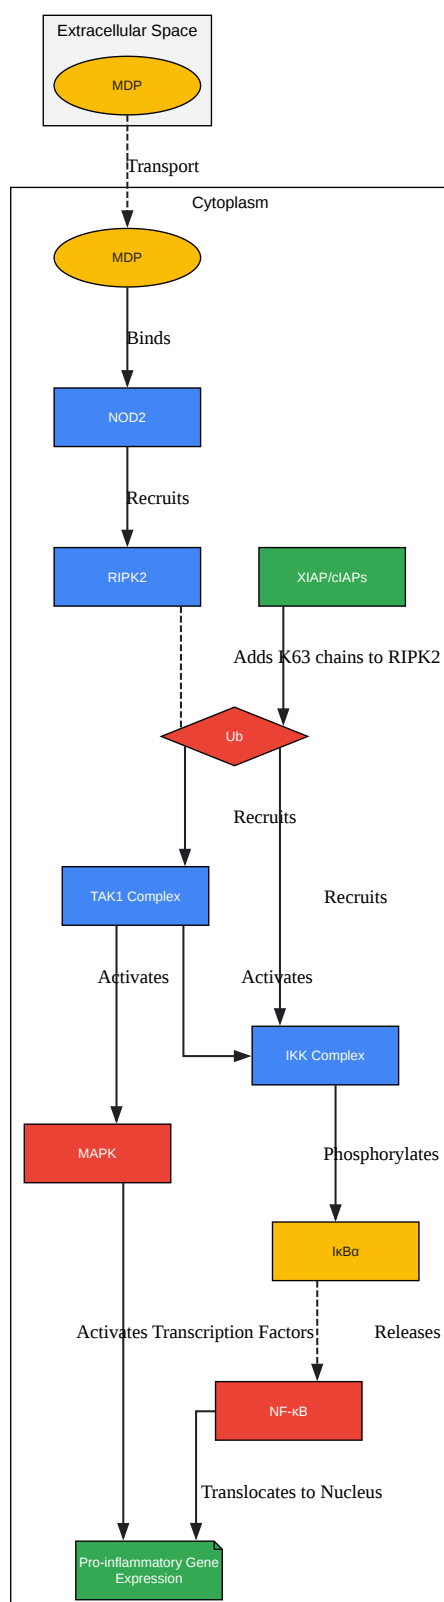 Extracellular Space
MDP
Transport
Cytoplasm
MDP
Binds
NOD2
Recruits
RIPK2
XIAP/cIAPs
Adds K63 chains to RIPK2
Ub
Recruits
TAK1 Complex
Recruits
Activates
Activates
IKK Complex
MAPK
Phosphorylates
IκBα
Activates Transcription Factors
Releases
NF-κB
Translocates to Nucleus
Pro-inflammatory Gene
Expression